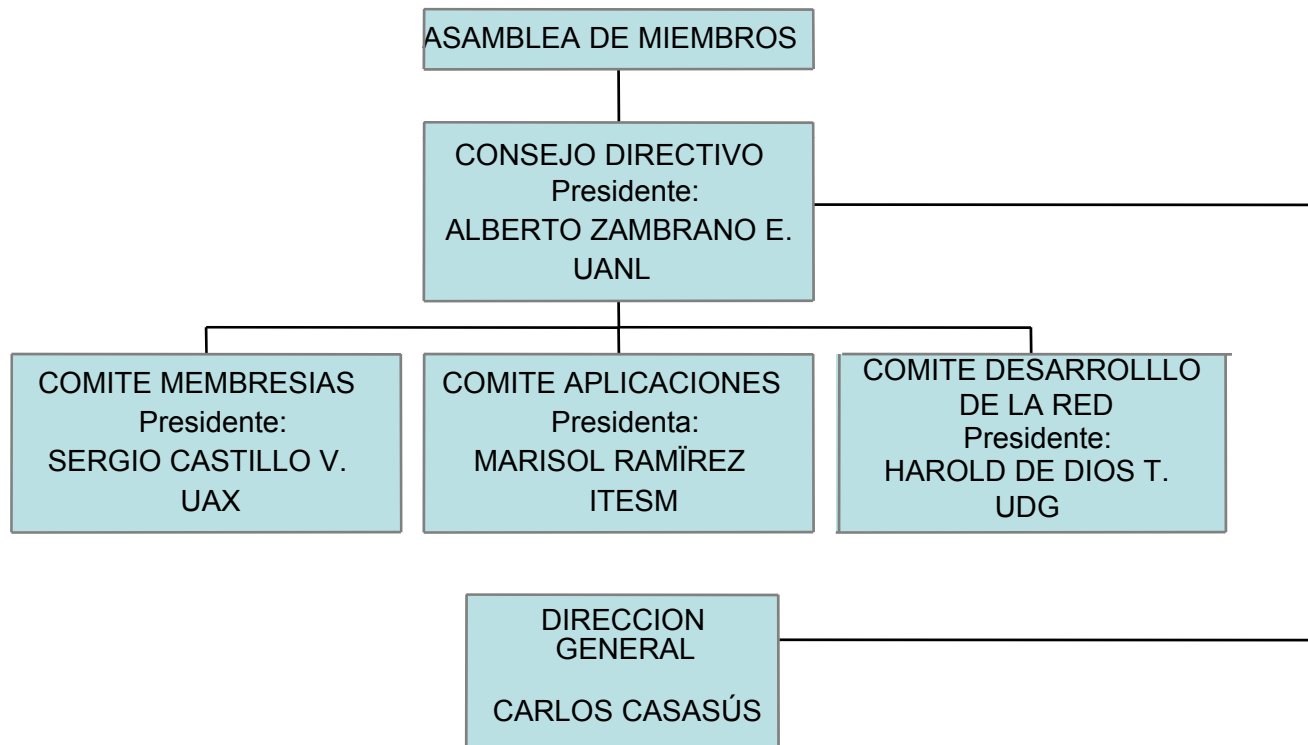 ASAMBLEA DE MIEMBROS
CONSEJO DIRECTIVO
Presidente:
ALBERTO ZAMBRANO E.
UANL
COMITE MEMBRESIAS
Presidente:
SERGIO CASTILLO V.
UAX
COMITE APLICACIONES
Presidenta:
MARISOL RAMÏREZ
ITESM
COMITE DESARROLLLO
DE LA RED
Presidente:
HAROLD DE DIOS T.
UDG
DIRECCION
GENERAL
CARLOS CASASÚS